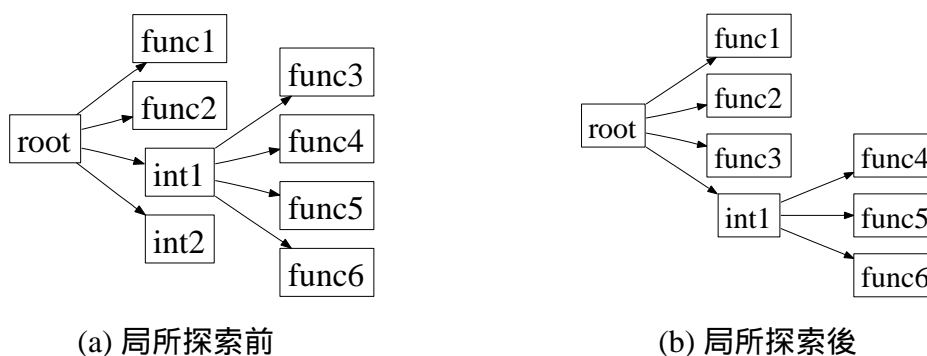 func1
func2
root
int1
int2
func3
func4
func5
func6
(a) 局所探索前
func1
func2
root
func3
int1
func4
func5
func6
(b) 局所探索後